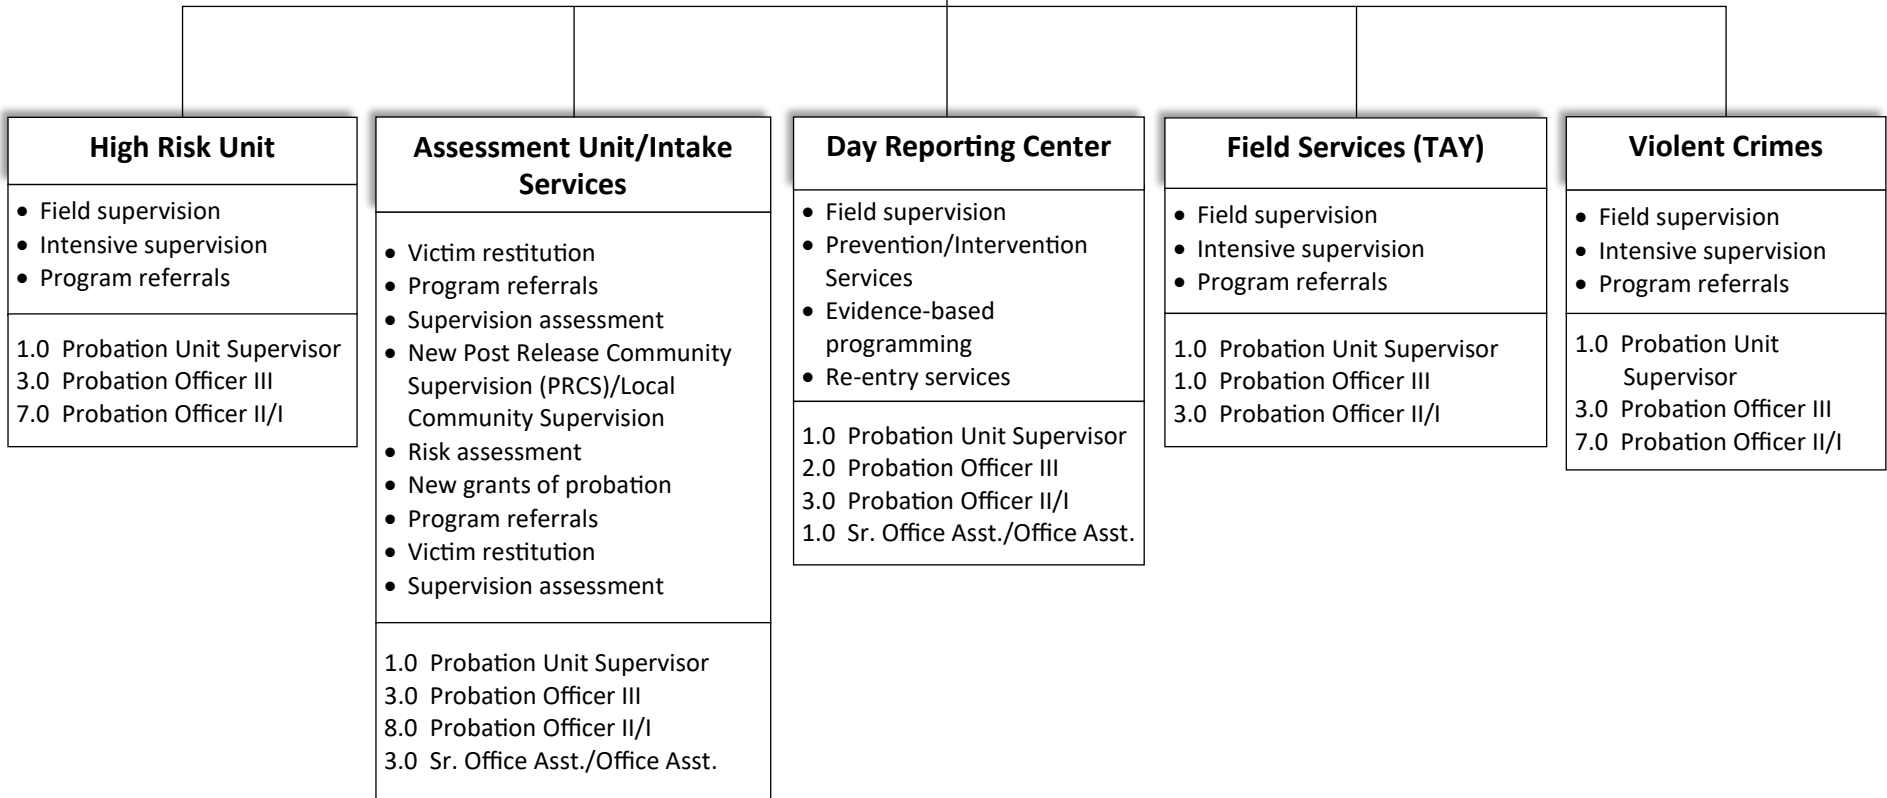 High Risk Unit
• Field supervision
• Intensive supervision
• Program referrals
1.0 Probation Unit Supervisor
3.0 Probation Officer III
7.0 Probation Officer II/I
Assessment Unit/Intake
Services
• Victim restitution
• Program referrals
• Supervision assessment
• New Post Release Community
Supervision (PRCS)/Local
Community Supervision
• Risk assessment
• New grants of probation
• Program referrals
• Victim restitution
• Supervision assessment
1.0 Probation Unit Supervisor
3.0 Probation Officer III
8.0 Probation Officer II/I
3.0 Sr. Office Asst./Office Asst.
Day Reporting Center
• Field supervision
• Prevention/Intervention
Services
• Evidence-based
programming
• Re-entry services
1.0 Probation Unit Supervisor
2.0 Probation Officer III
3.0 Probation Officer II/I
1.0 Sr. Office Asst./Office Asst.
Field Services (TAY)
• Field supervision
• Intensive supervision
• Program referrals
1.0 Probation Unit Supervisor
1.0 Probation Officer III
3.0 Probation Officer II/I
Violent Crimes
• Field supervision
• Intensive supervision
• Program referrals
1.0 Probation Unit
Supervisor
3.0 Probation Officer III
7.0 Probation Officer II/I